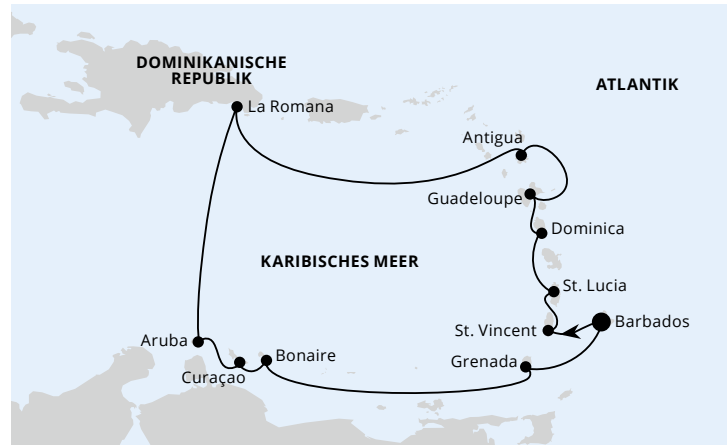 DOMINIKANISCHE
REPUBLIK
ATLANTIK
La Romana
Antigua
Guadeloupe
Dominica
KARIBISCHES MEER
St. Lucia
St. Vincent
Barbados
Aruba
Bonaire
Curaçao
Grenada